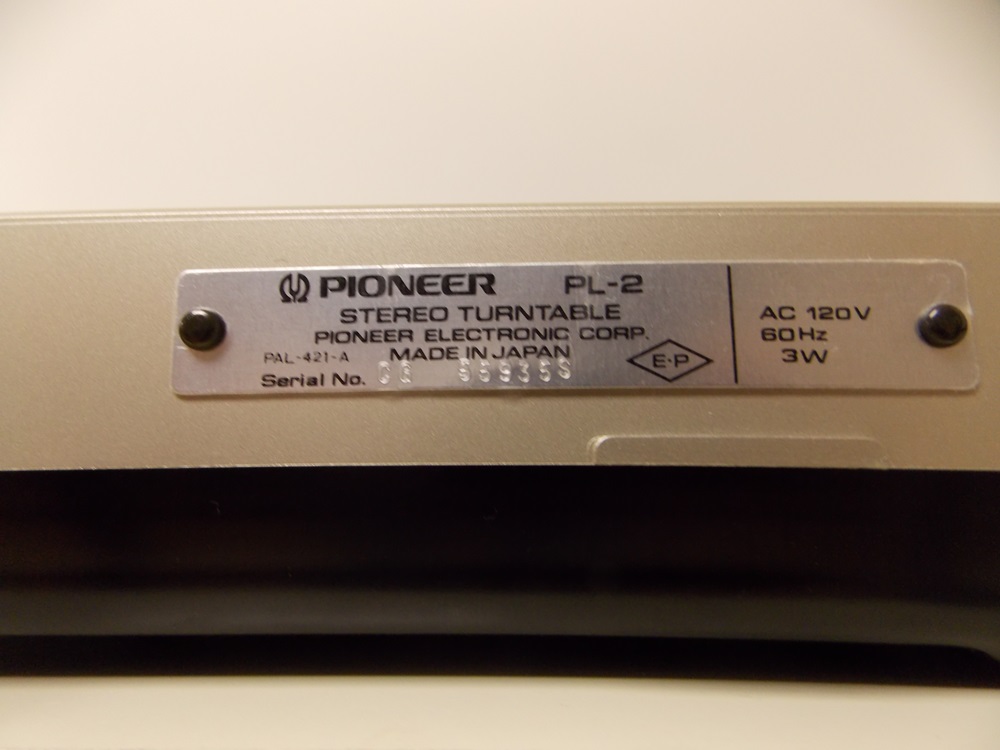 PIONEER PL-2
STEREO TURNTABLE
PIONEER ELECTRONIC CORP.
PAL-421-A MADE IN JAPAN
Serial No.
E-P
AC 120V
60Hz
3W